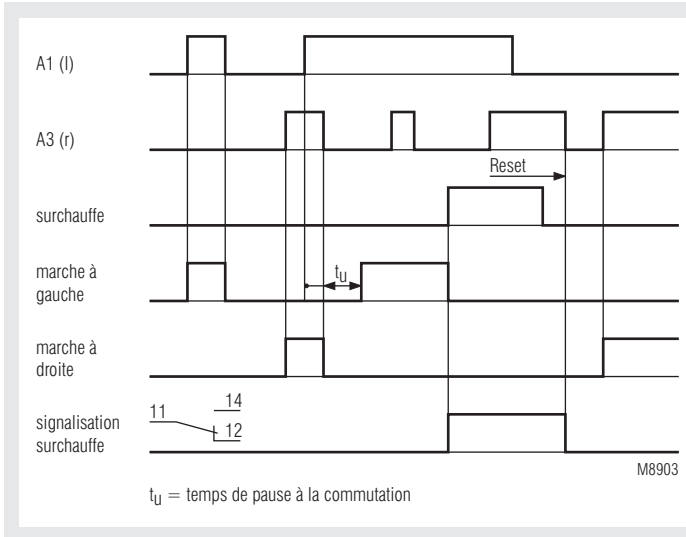 A1 (l)
A3 (r)
Reset
surchauffe
marche à
gauche
tu
marche à
droite
signalisation
surchauffe
11
14
12
M8903
tu = temps de pause à la commutation